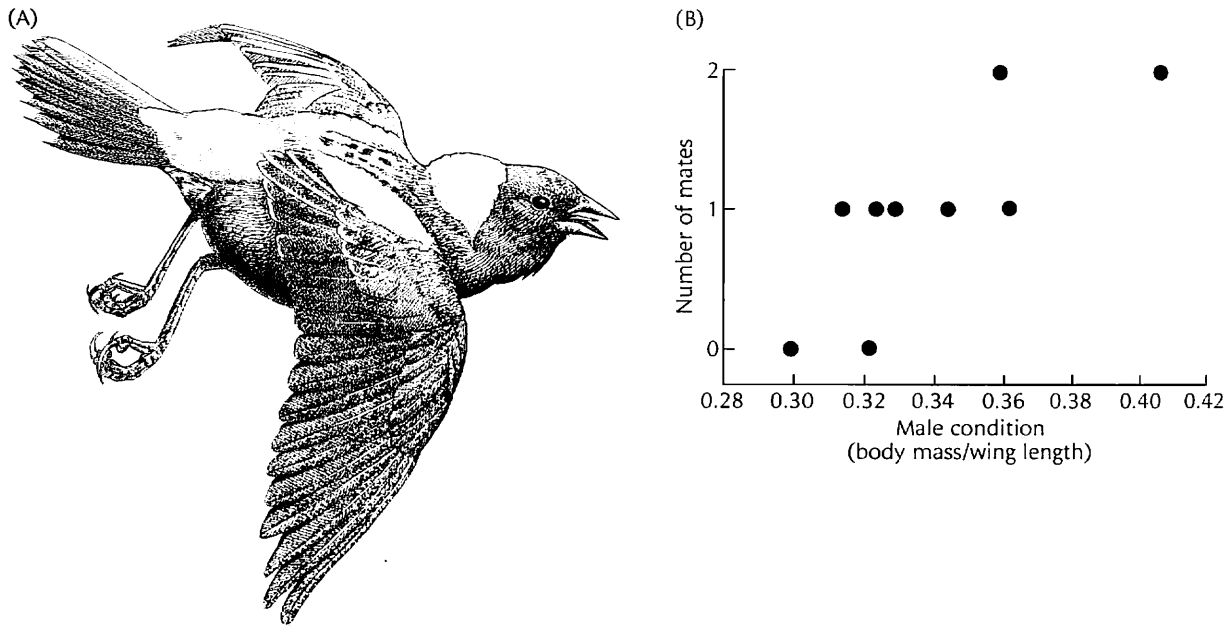 (A)
(B)
2
1
0
Number of mates
0.28 0.30 0.32 0.34 0.36 0.38 0.40 0.42
Male condition
(body mass/wing length)